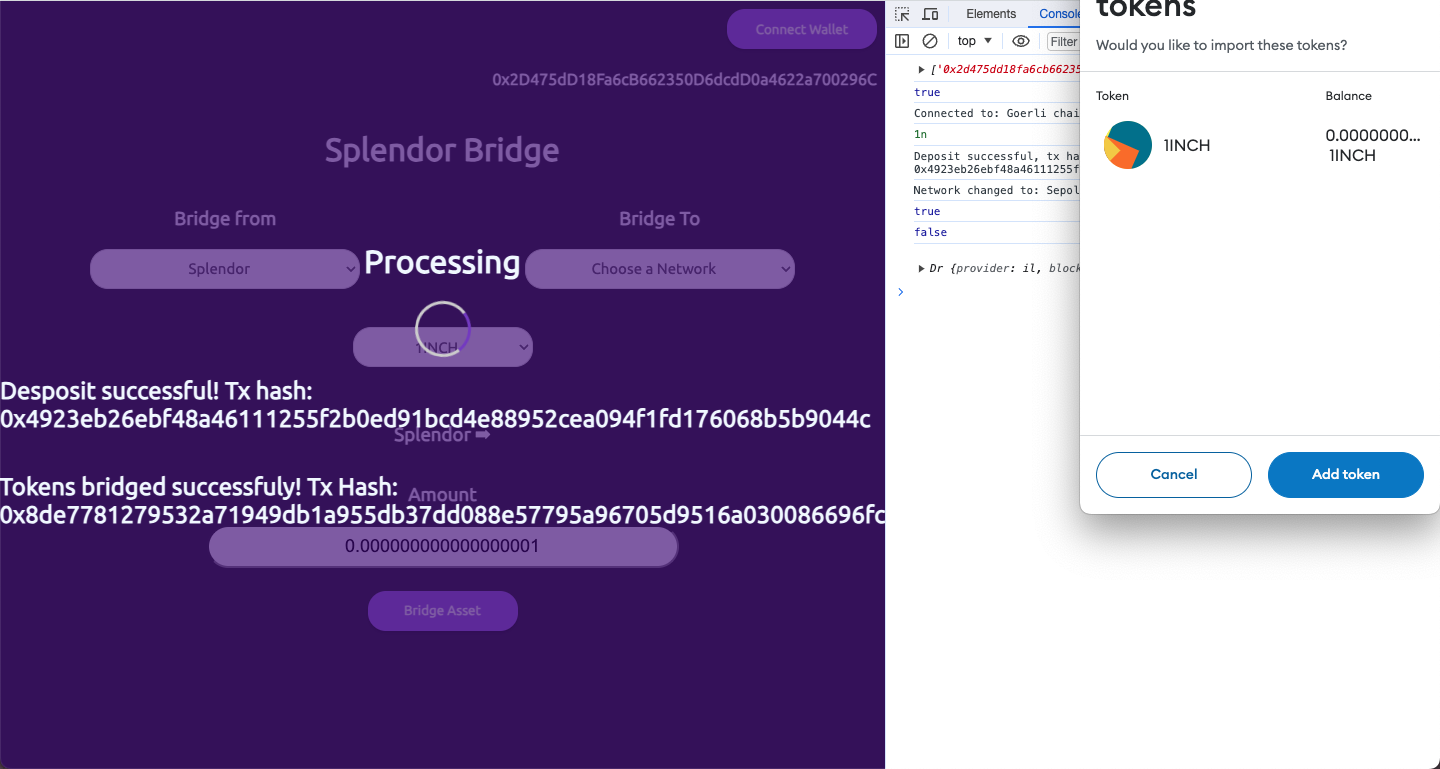 Connect Wallet
0x2D475dD18Fa6cB662350D6dcdD0a4622a700296C
Splendor Bridge
Bridge from
Bridge To
Splendor
Processing
Choose a Network
1INCH
Desposit successful! Tx hash:
0x4923eb26ebf48a46111255f2b0ed91bcd4e88952cea094f1fd176068b5b9044c
Splendor ➡
Tokens bridged successfuly! Tx Hash:
Amount
0x8de7781279532a71949db1a955db37dd088e57795a96705d9516a030086696fc
0.000000000000000001
Bridge Asset
Elements
Console
top
Filter
['0x2d475dd18fa6cb66235
true
Connected to: Goerli chai
1n
Deposit successful, tx ha
0x4923eb26ebf48a46111255f
Network changed to: Sepol
true
false
Dr {provider: il, block
tokens
Would you like to import these tokens?
Token
Balance
1INCH
0.0000000...
1INCH
Cancel
Add token